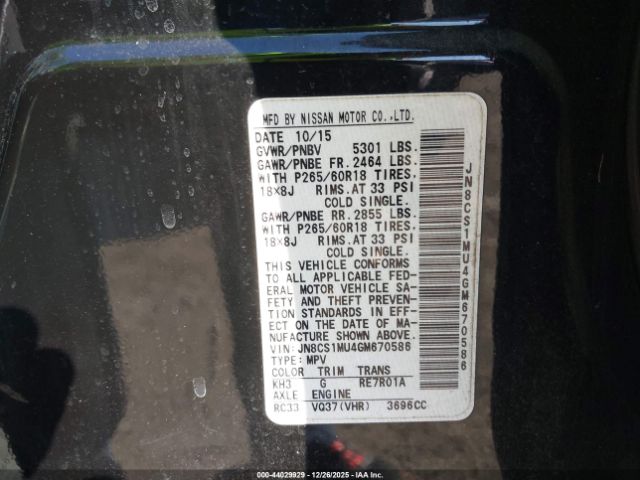 MFD BY NISSAN MOTOR CO.,LTD.
DATE 10/15
GVWR/PNBV 5301 LBS.
GAWR/PNBE FR. 2464 LBS.
WITH P265/60R18 TIRES,
18×8J RIMS.AT 33 PSI
COLD SINGLE.
GAWR/PNBE RR. 2855 LBS.
WITH P265/60R18 TIRES,
18×8J RIMS.AT 33 PSI
COLD SINGLE.
THIS VEHICLE CONFORMS
TO ALL APPLICABLE FED-
ERAL MOTOR VEHICLE SA-
FETY AND THEFT PREVEN-
TION STANDARDS IN EFF-
ECT ON THE DATE OF MA-
NUFACTURE SHOWN ABOVE.
VIN: JN8CS1MU4GM670586
TYPE: MPV
COLOR TRIM TRANS
KH3 G RE7R01A
AXLE ENGINE
RC33 VQ37(VHR) 3696CC
JN8CS1MU4GM670586
000-44029929 - 12/26/2025 - IAA Inc.